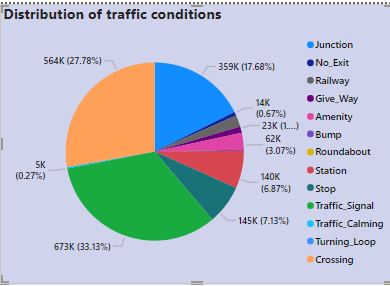 Distribution of traffic conditions
564K (27.78%)
359K (17.68%)
14K
(0.67%)
23K (1....)
62K
(3.07%)
140K
(6.87%)
145K (7.13%)
673K (33.13%)
5K
(0.27%)
Junction
No_Exit
Railway
Give_Way
Amenity
Bump
Roundabout
Station
Stop
Traffic_Signal
Traffic_Calming
Turning_Loop
Crossing